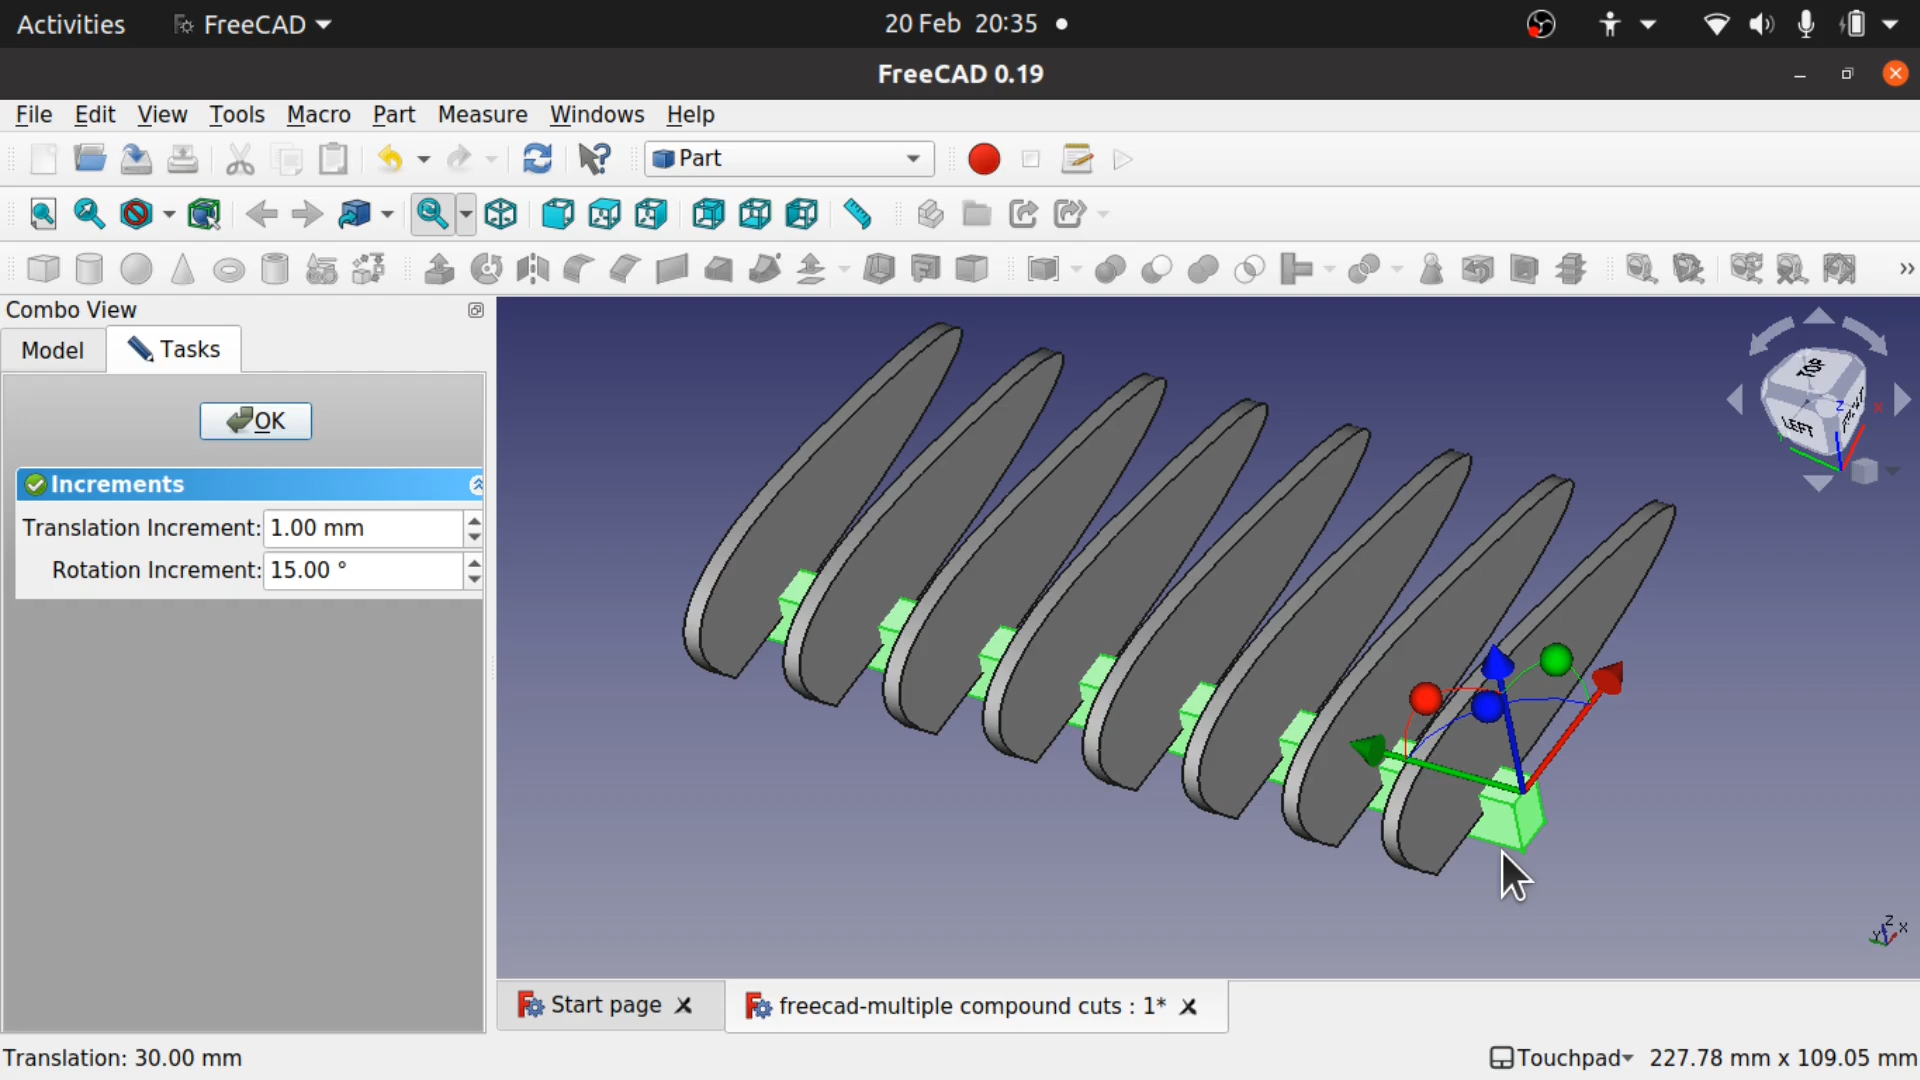 Activities FreeCAD 20 Feb 20:35
FreeCAD 0.19
File Edit View Tools Macro Part Measure Windows Help
Part
Combo View
Model Tasks
OK
Increments
Translation Increment: 1.00 mm
Rotation Increment: 15.00 °
TOP
LEFT
Z
X
Y
Z
X
Y
Start page
freecad-multiple compound cuts : 1*
Translation: 30.00 mm
Touchpad 227.78 mm x 109.05 mm